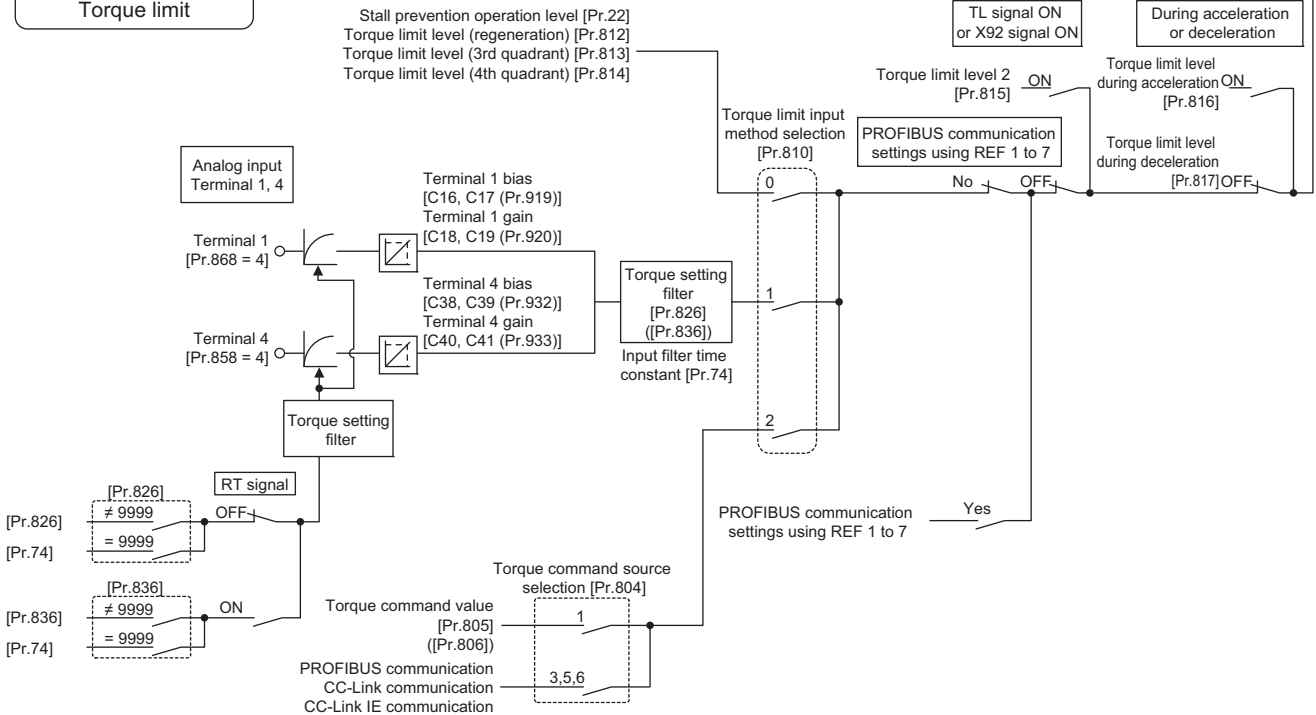 Torque limit
Stall prevention operation level [Pr.22]
Torque limit level (regeneration) [Pr.812]
Torque limit level (3rd quadrant) [Pr.813]
Torque limit level (4th quadrant) [Pr.814]
TL signal ON
or X92 signal ON
During acceleration
or deceleration
Torque limit level 2
[Pr.815]
ON
Torque limit level
during acceleration
[Pr.816]
ON
Torque limit input
method selection
[Pr.810]
PROFIBUS communication
settings using REF 1 to 7
Torque limit level
during deceleration
[Pr.817]
OFF
0
No
OFF
Analog input
Terminal 1, 4
Terminal 1 bias
[C16, C17 (Pr.919)]
Terminal 1 gain
[C18, C19 (Pr.920)]
Terminal 1
[Pr.868 = 4]
Terminal 4 bias
[C38, C39 (Pr.932)]
Terminal 4 gain
[C40, C41 (Pr.933)]
Terminal 4
[Pr.858 = 4]
Torque setting
filter
[Pr.826]
([Pr.836])
Input filter time
constant [Pr.74]
1
2
Torque setting
filter
RT signal
[Pr.826]
[Pr.826]
≠ 9999
OFF
[Pr.74]
= 9999
[Pr.836]
[Pr.836]
≠ 9999
ON
[Pr.74]
= 9999
PROFIBUS communication
settings using REF 1 to 7
Yes
Torque command source
selection [Pr.804]
Torque command value
[Pr.805]
([Pr.806])
1
PROFIBUS communication
CC-Link communication
CC-Link IE communication
3,5,6